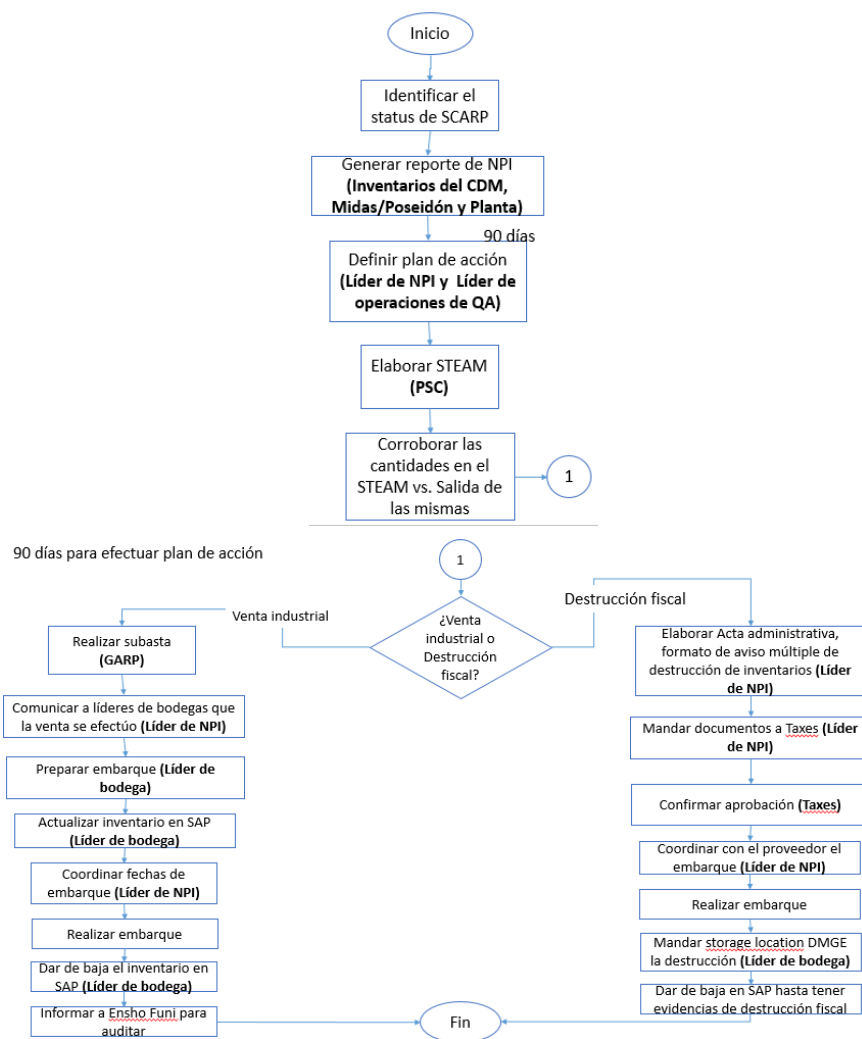 Inicio
Identificar el
status de SCARP
Generar reporte de NPI
(Inventarios del CDM,
Midas/Poseidón y Planta)
90 días
Definir plan de acción
(Líder de NPI y Líder de
operaciones de QA)
Elaborar STEAM
(PSC)
Corroborar las
cantidades en el
STEAM vs. Salida de
las mismas
1
90 días para efectuar plan de acción
1
¿Venta
industrial o
Destrucción
fiscal?
Venta industrial
Realizar subasta
(GARP)
Comunicar a líderes de bodegas que
la venta se efectúo (Líder de NPI)
Preparar embarque (Líder de
bodega)
Actualizar inventario en SAP
(Líder de bodega)
Coordinar fechas de
embarque (Líder de NPI)
Realizar embarque
Dar de baja el inventario en
SAP (Líder de bodega)
Informar a Ensho Funi para
auditar
Destrucción fiscal
Elaborar Acta administrativa,
formato de aviso múltiple de
destrucción de inventarios (Líder
de NPI)
Mandar documentos a Taxes (Líder
de NPI)
Confirmar aprobación (Taxes)
Coordinar con el proveedor el
embarque (Líder de NPI)
Realizar embarque
Mandar storage location DMGE
la destrucción (Líder de bodega)
Dar de baja en SAP hasta tener
evidencias de destrucción fiscal
Fin